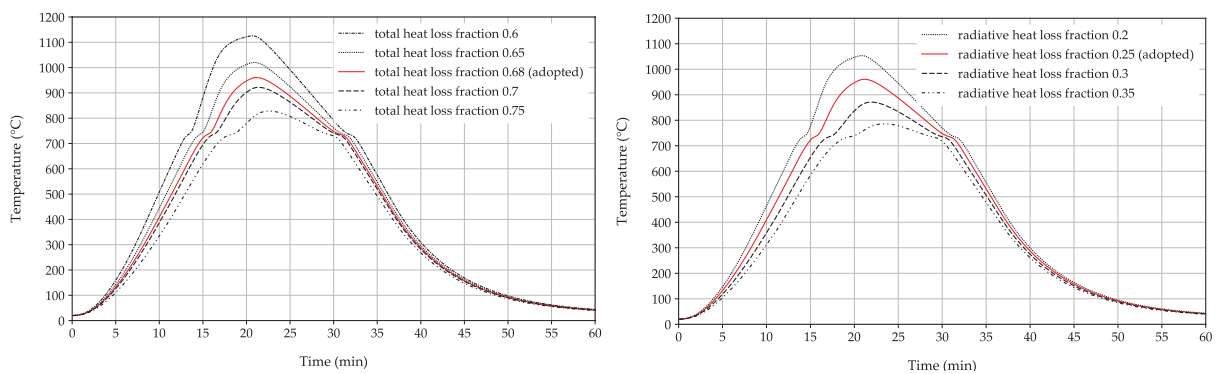 1200
1100
1000
900
800
700
600
500
400
300
200
100
0
Temperature (°C)
total heat loss fraction 0.6
total heat loss fraction 0.65
total heat loss fraction 0.68 (adopted)
total heat loss fraction 0.7
total heat loss fraction 0.75
0 5 10 15 20 25 30 35 40 45 50 55 60
Time (min)
1200
1100
1000
900
800
700
600
500
400
300
200
100
0
Temperature (°C)
radiative heat loss fraction 0.2
radiative heat loss fraction 0.25 (adopted)
radiative heat loss fraction 0.3
radiative heat loss fraction 0.35
0 5 10 15 20 25 30 35 40 45 50 55 60
Time (min)